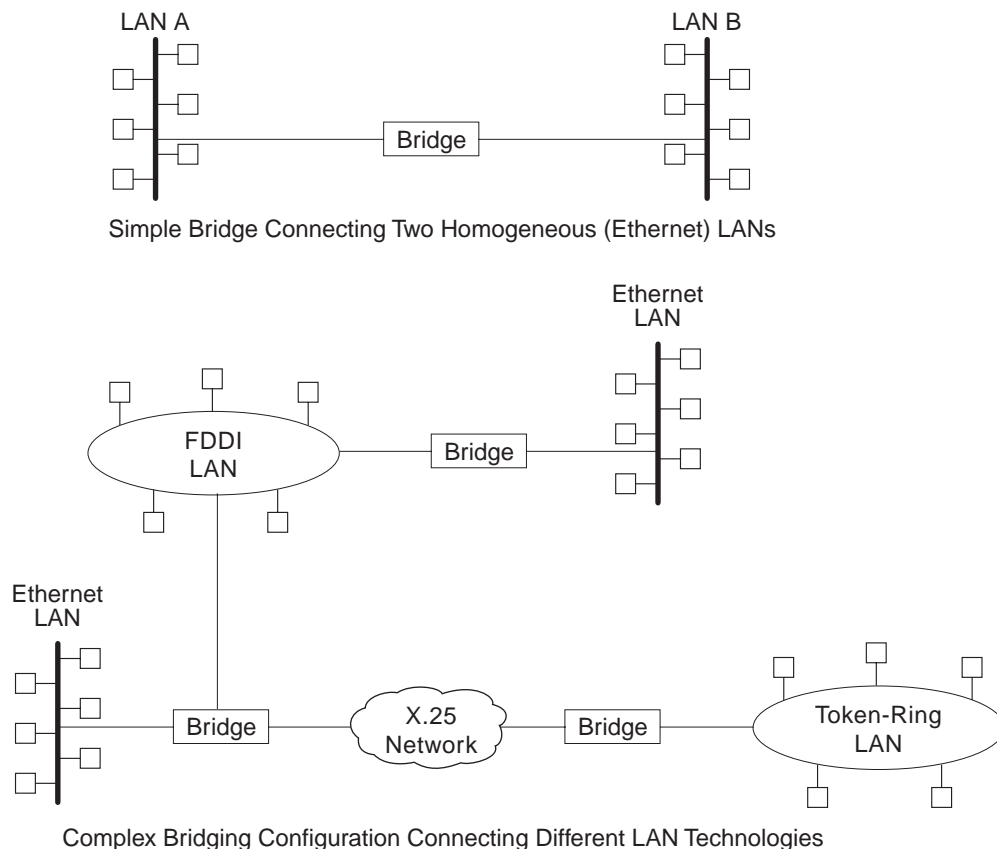 LAN A
LAN B
Bridge
Simple Bridge Connecting Two Homogeneous (Ethernet) LANs
Ethernet
LAN
FDDI
LAN
Bridge
Ethernet
LAN
Bridge
X.25
Network
Bridge
Token-Ring
LAN
Complex Bridging Configuration Connecting Different LAN Technologies